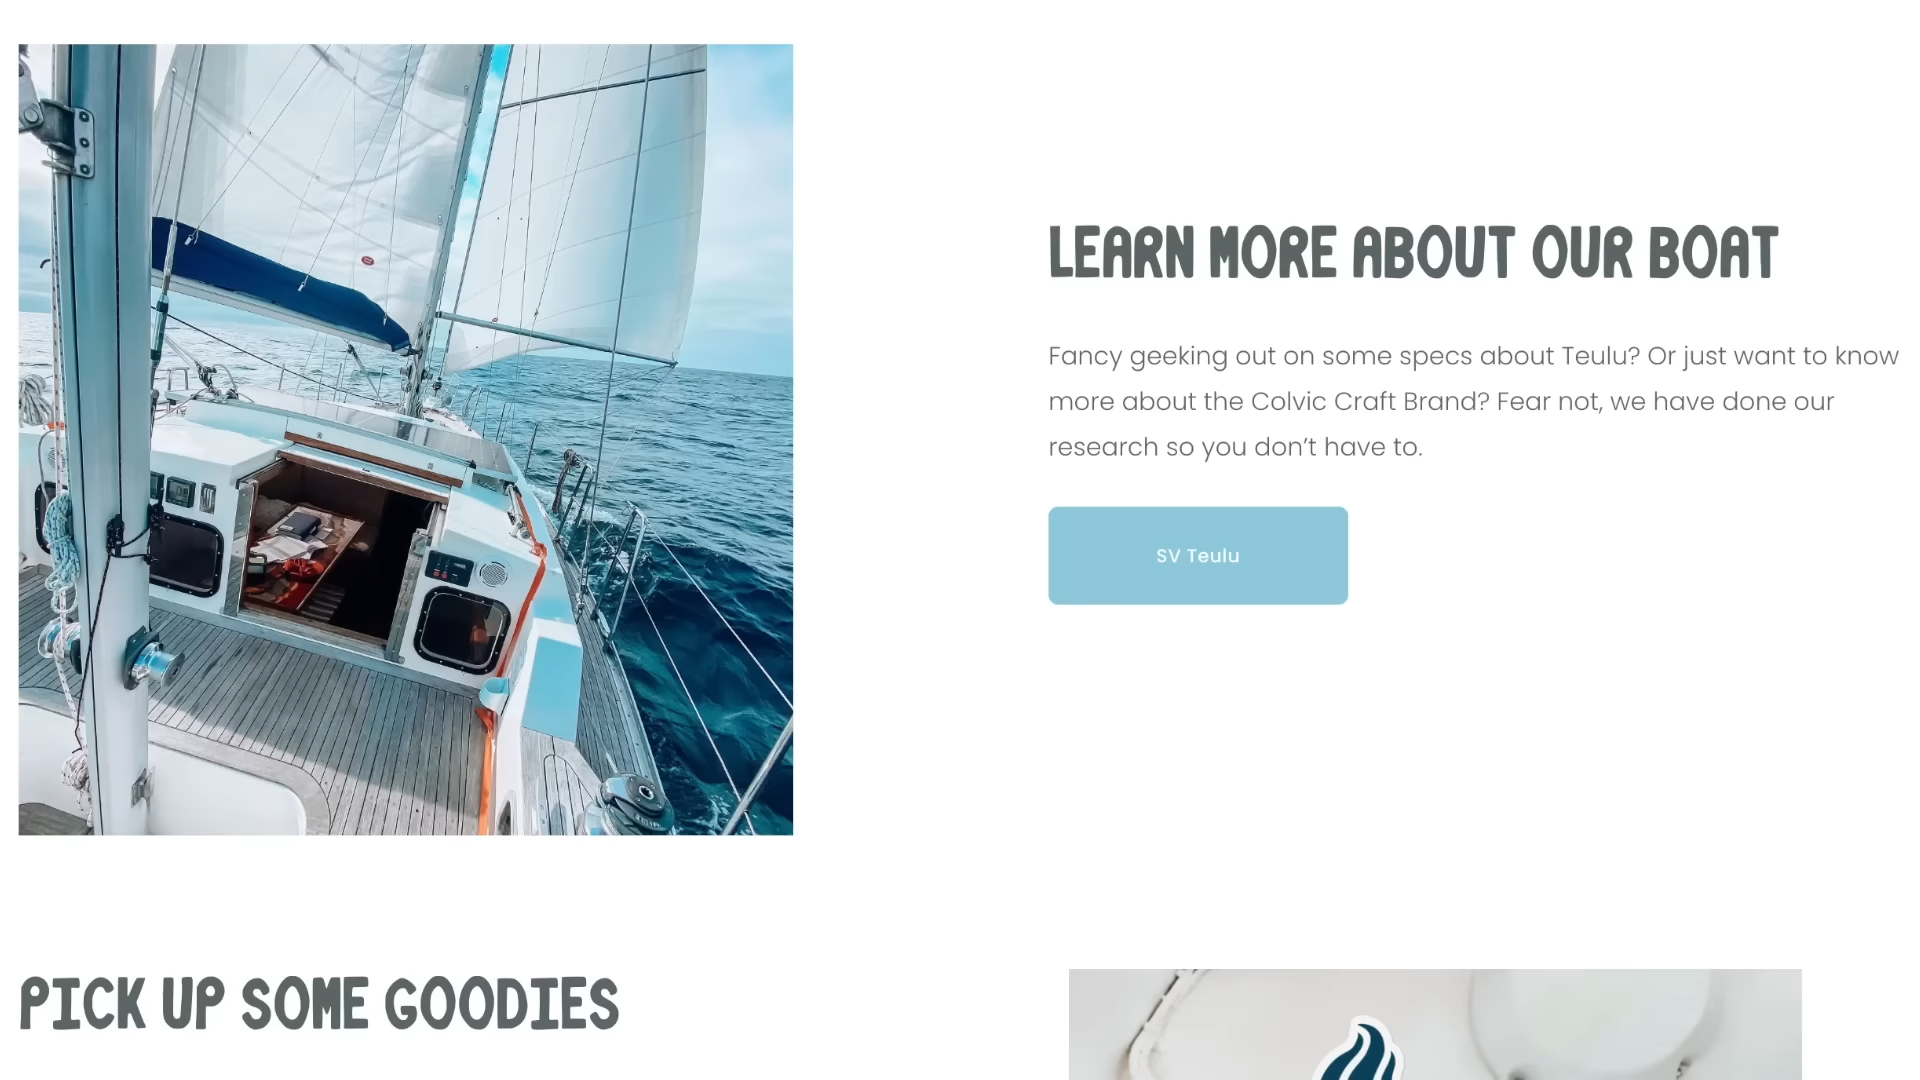 LEARN MORE ABOUT OUR BOAT
Fancy geeking out on some specs about Teulu? Or just want to know
more about the Colvic Craft Brand? Fear not, we have done our
research so you don’t have to.
SV Teulu
PICK UP SOME GOODIES